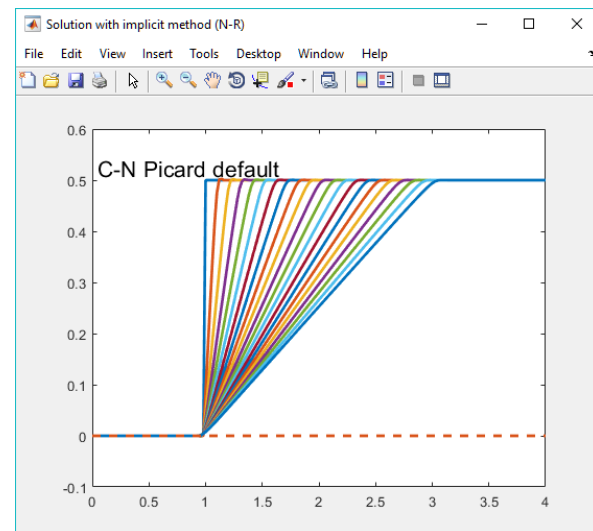 Solution with implicit method (N-R)
File Edit View Insert Tools Desktop Window Help
0.6
C-N Picard default
0.5
0.4
0.3
0.2
0.1
0
-0.1
0 0.5 1 1.5 2 2.5 3 3.5 4